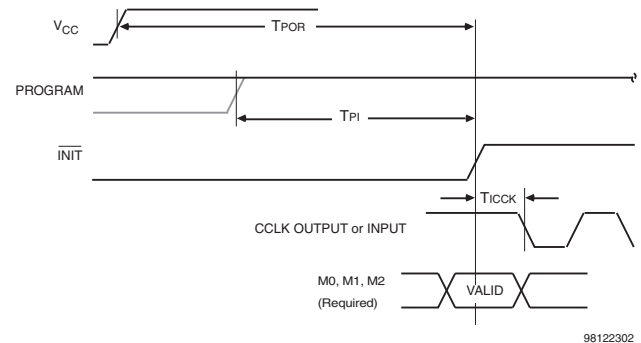 VCC
TPOR
PROGRAM
TPI
INIT
TICCK
CCLK OUTPUT or INPUT
M0, M1, M2
(Required)
VALID
98122302